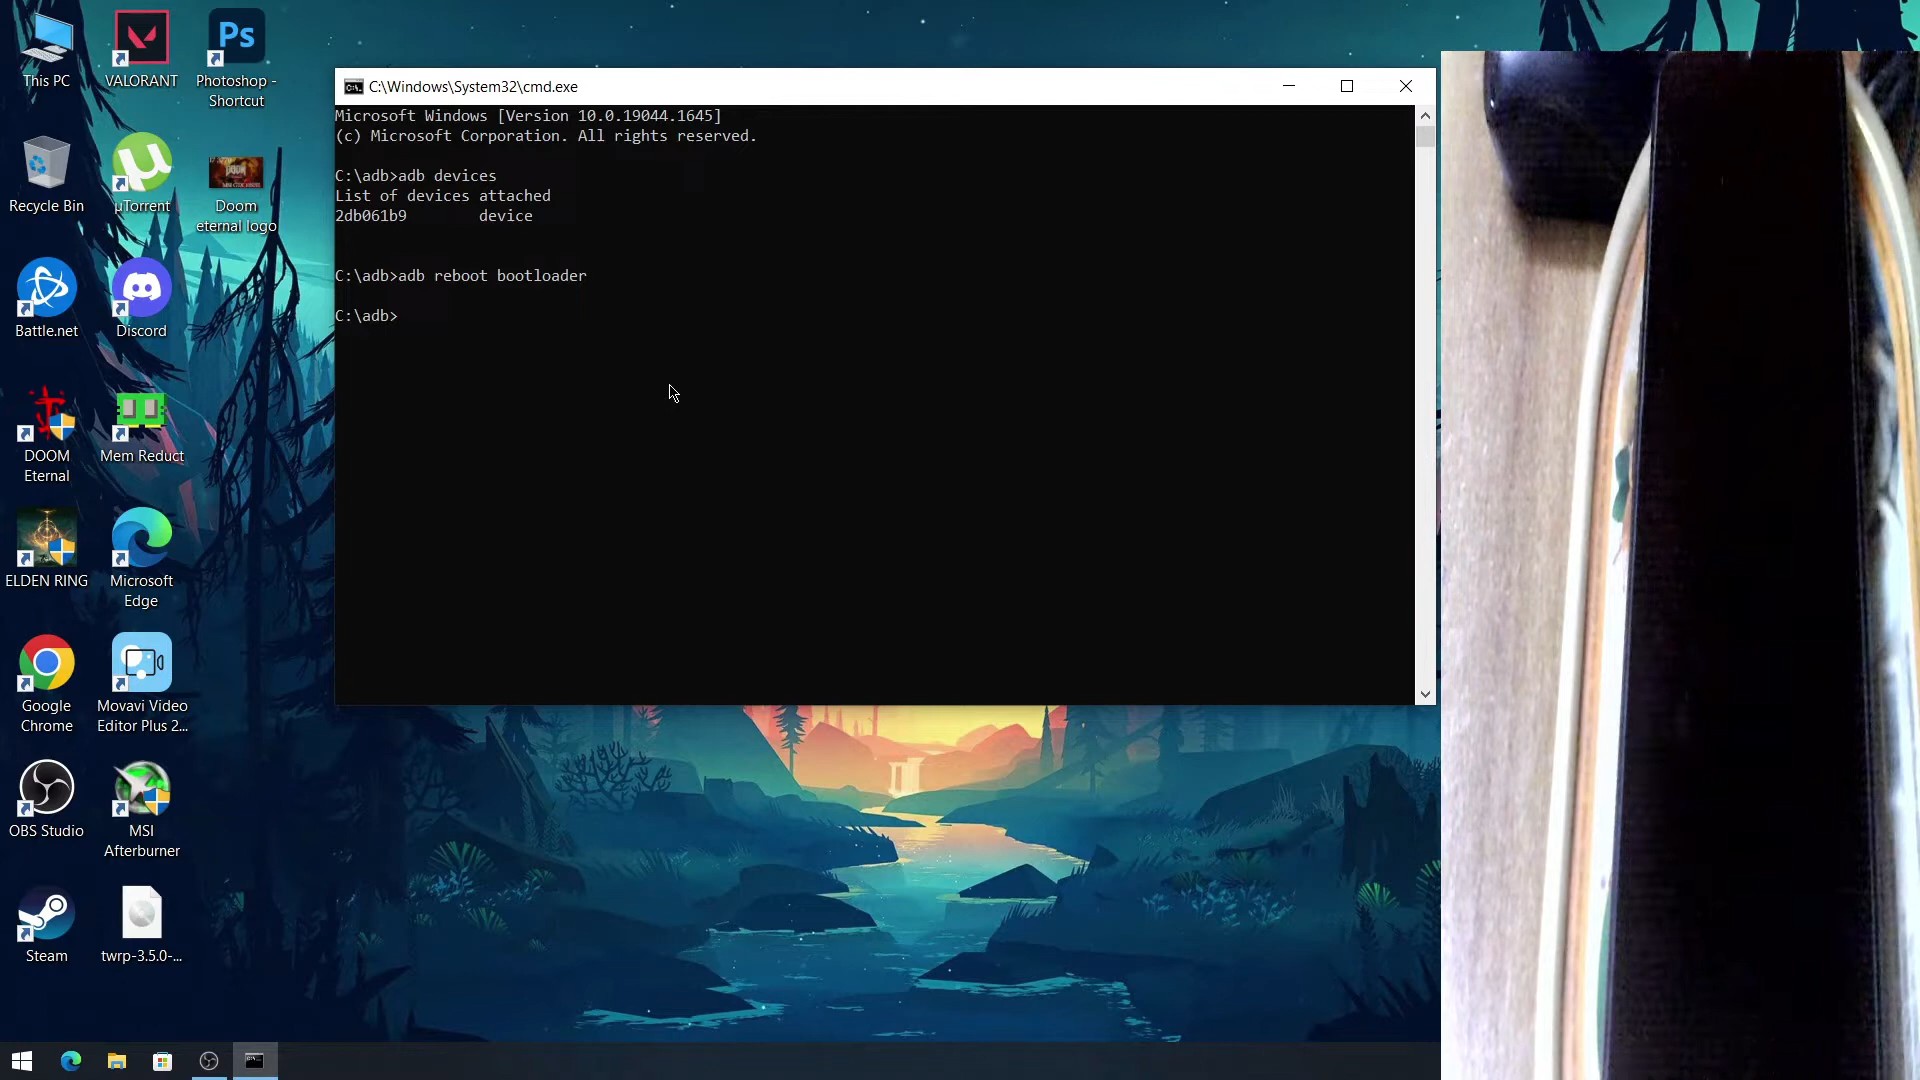 This PC
VALORANT
Ps
Photoshop -
Shortcut
Recycle Bin
µTorrent
Doom
eternal logo
Battle.net
Discord
DOOM
Eternal
Mem Reduct
ELDEN RING
Microsoft
Edge
Google
Chrome
Movavi Video
Editor Plus 2...
OBS Studio
MSI
Afterburner
Steam
twrp-3.5.0-...
C:\Windows\System32\cmd.exe
Microsoft Windows [Version 10.0.19044.1645]
(c) Microsoft Corporation. All rights reserved.
C:\adb>adb devices
List of devices attached
2db061b9 device
C:\adb>adb reboot bootloader
C:\adb>